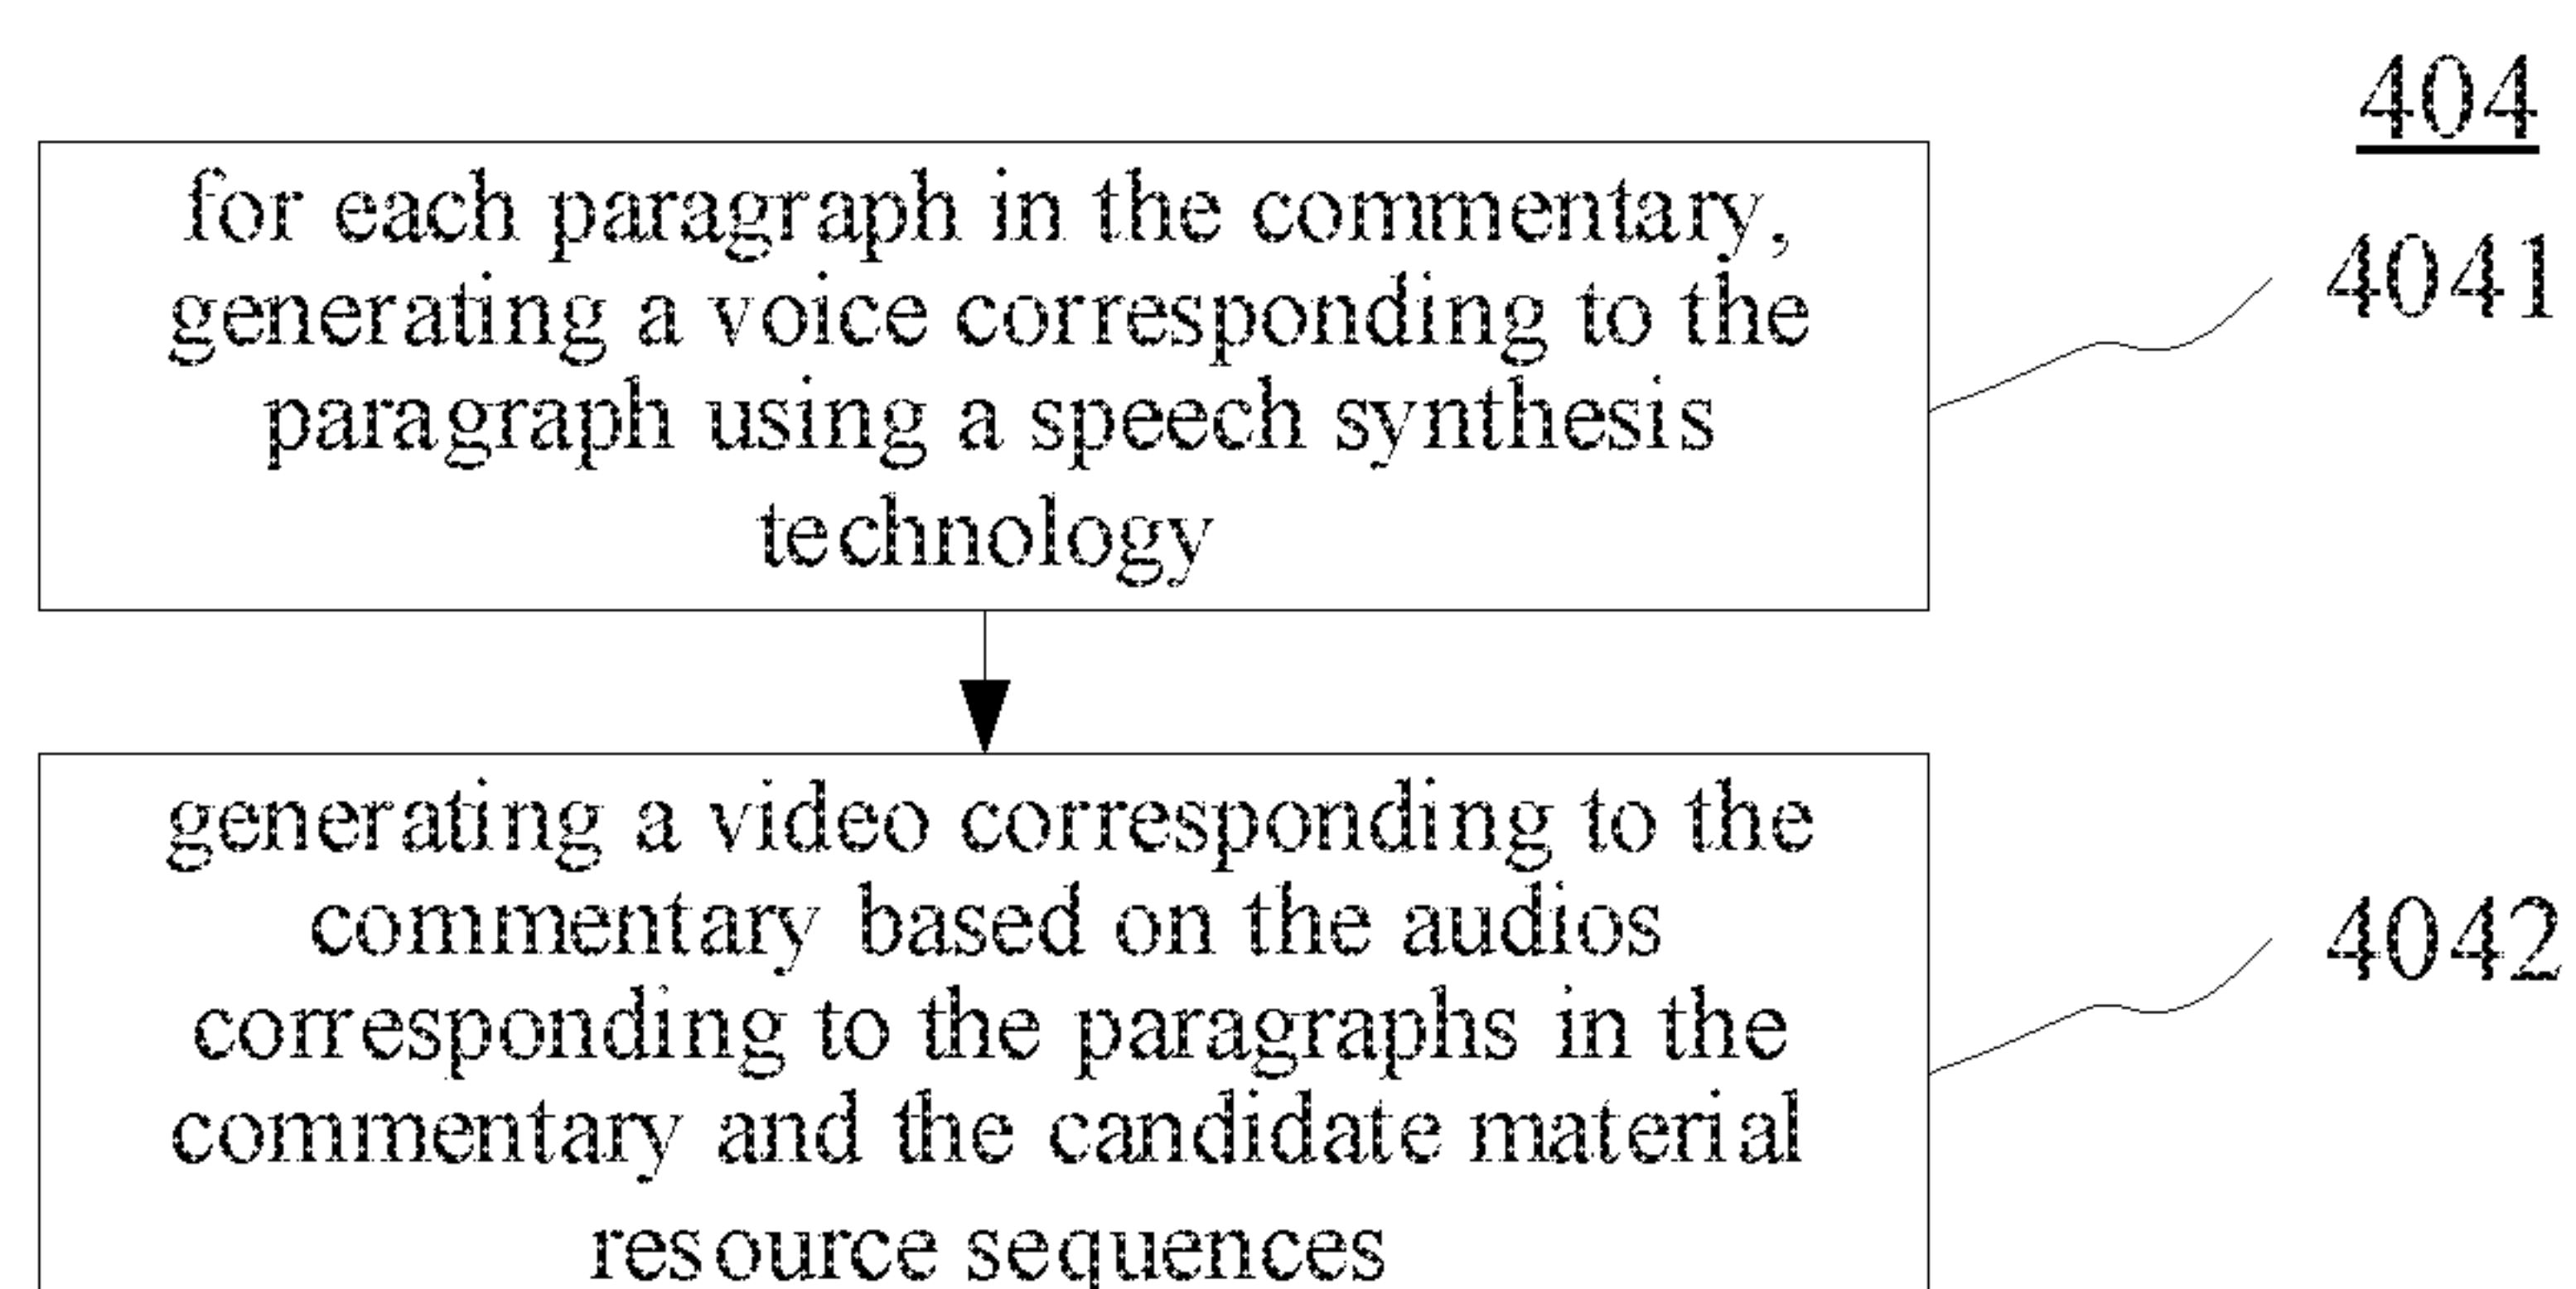 404
for each paragraph in the commentary,
generating a voice corresponding to the
paragraph using a speech synthesis
technology
4041
generating a video corresponding to the
commentary based on the audios
corresponding to the paragraphs in the
commentary and the candidate material
resource sequences
4042